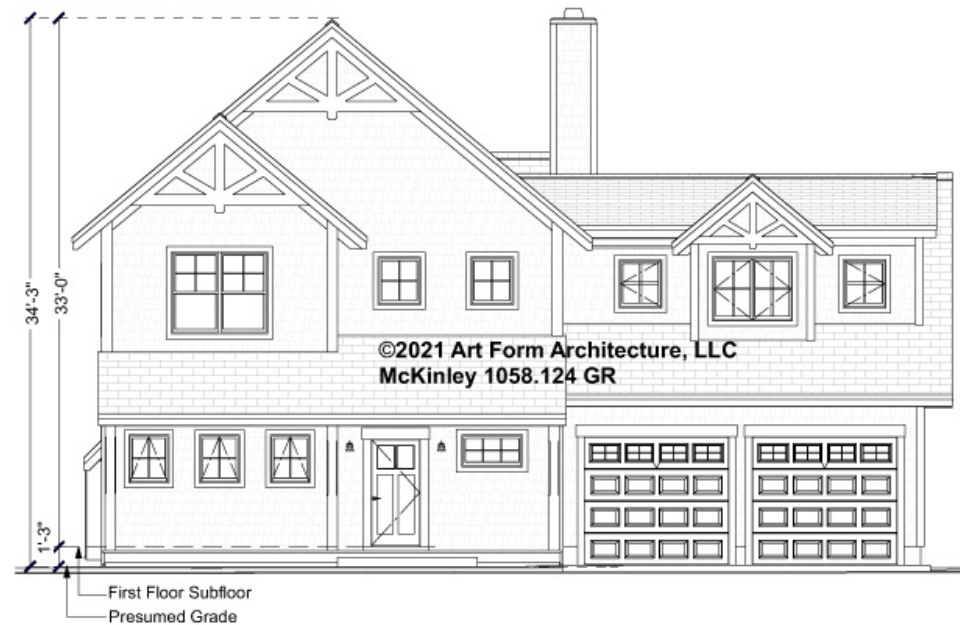 34'-3"
33'-0"
©2021 Art Form Architecture, LLC
McKinley 1058.124 GR
1'-3"
First Floor Subfloor
Presumed Grade